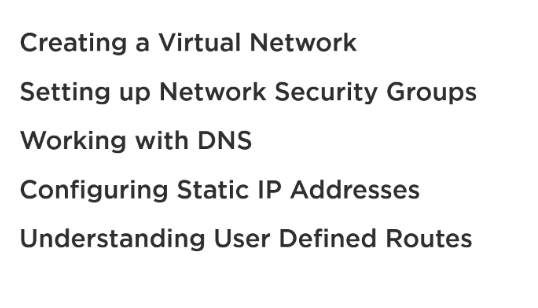 Creating a Virtual Network
Setting up Network Security Groups
Working with DNS
Configuring Static IP Addresses
Understanding User Defined Routes